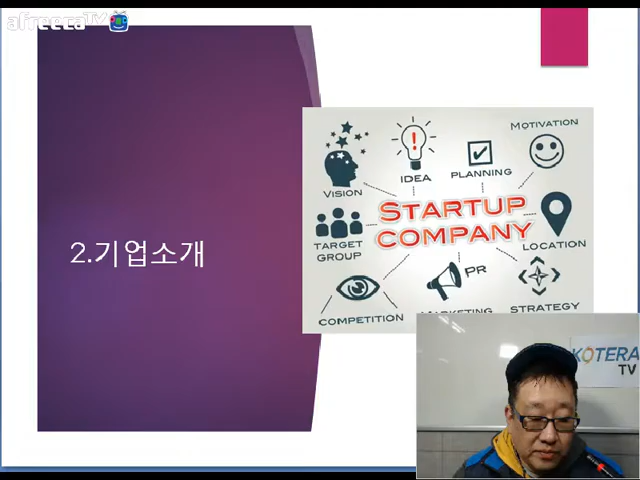 afreecaTV
2.기업소개
MOTIVATION
VISION
IDEA
PLANNING
STARTUP
COMPANY
TARGET
GROUP
LOCATION
PR
COMPETITION
MARKETING
STRATEGY
KOTERA
TV